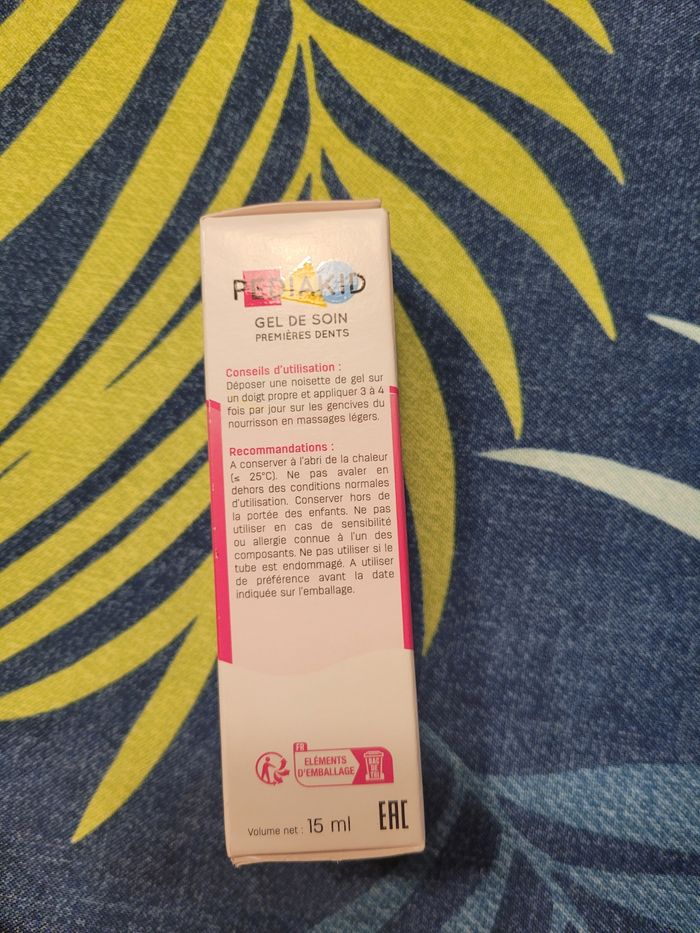 PEDIAKID
GEL DE SOIN
PREMIÈRES DENTS
Conseils d'utilisation :
Déposer une noisette de gel sur
un doigt propre et appliquer 3 à 4
fois par jour sur les gencives du
nourrisson en massages légers.
Recommandations :
A conserver à l'abri de la chaleur
(≤ 25°C). Ne pas avaler en
dehors des conditions normales
d'utilisation. Conserver hors de
la portée des enfants. Ne pas
utiliser en cas de sensibilité
ou allergie connue à l'un des
composants. Ne pas utiliser si le
tube est endommagé. A utiliser
de préférence avant la date
indiquée sur l'emballage.
FR
ELÉMENTS
D'EMBALLAGE
BAC
DE
TRI
Volume net : 15 ml
EAC